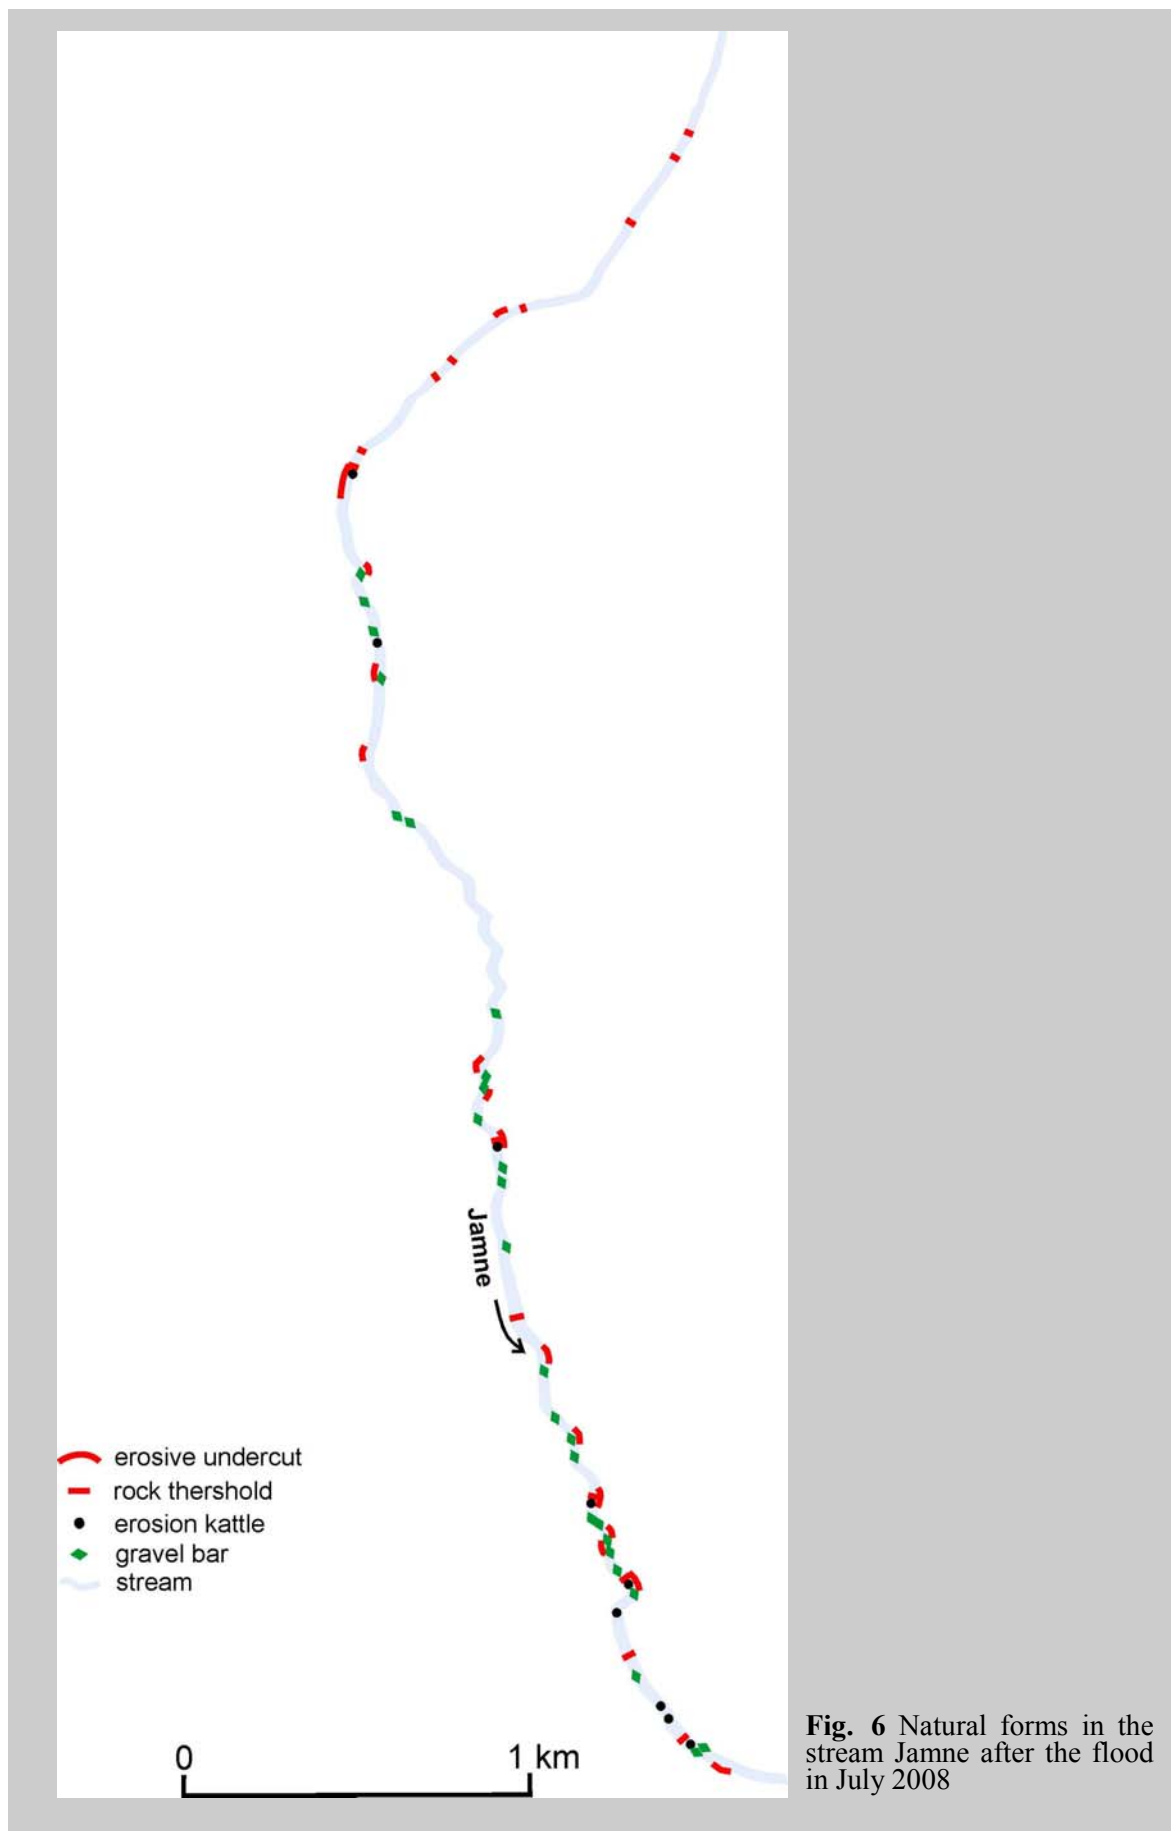 Jamne
erosive undercut
rock thershold
erosion kattle
gravel bar
stream
0 1 km
Fig. 6 Natural forms in the
stream Jamne after the flood
in July 2008